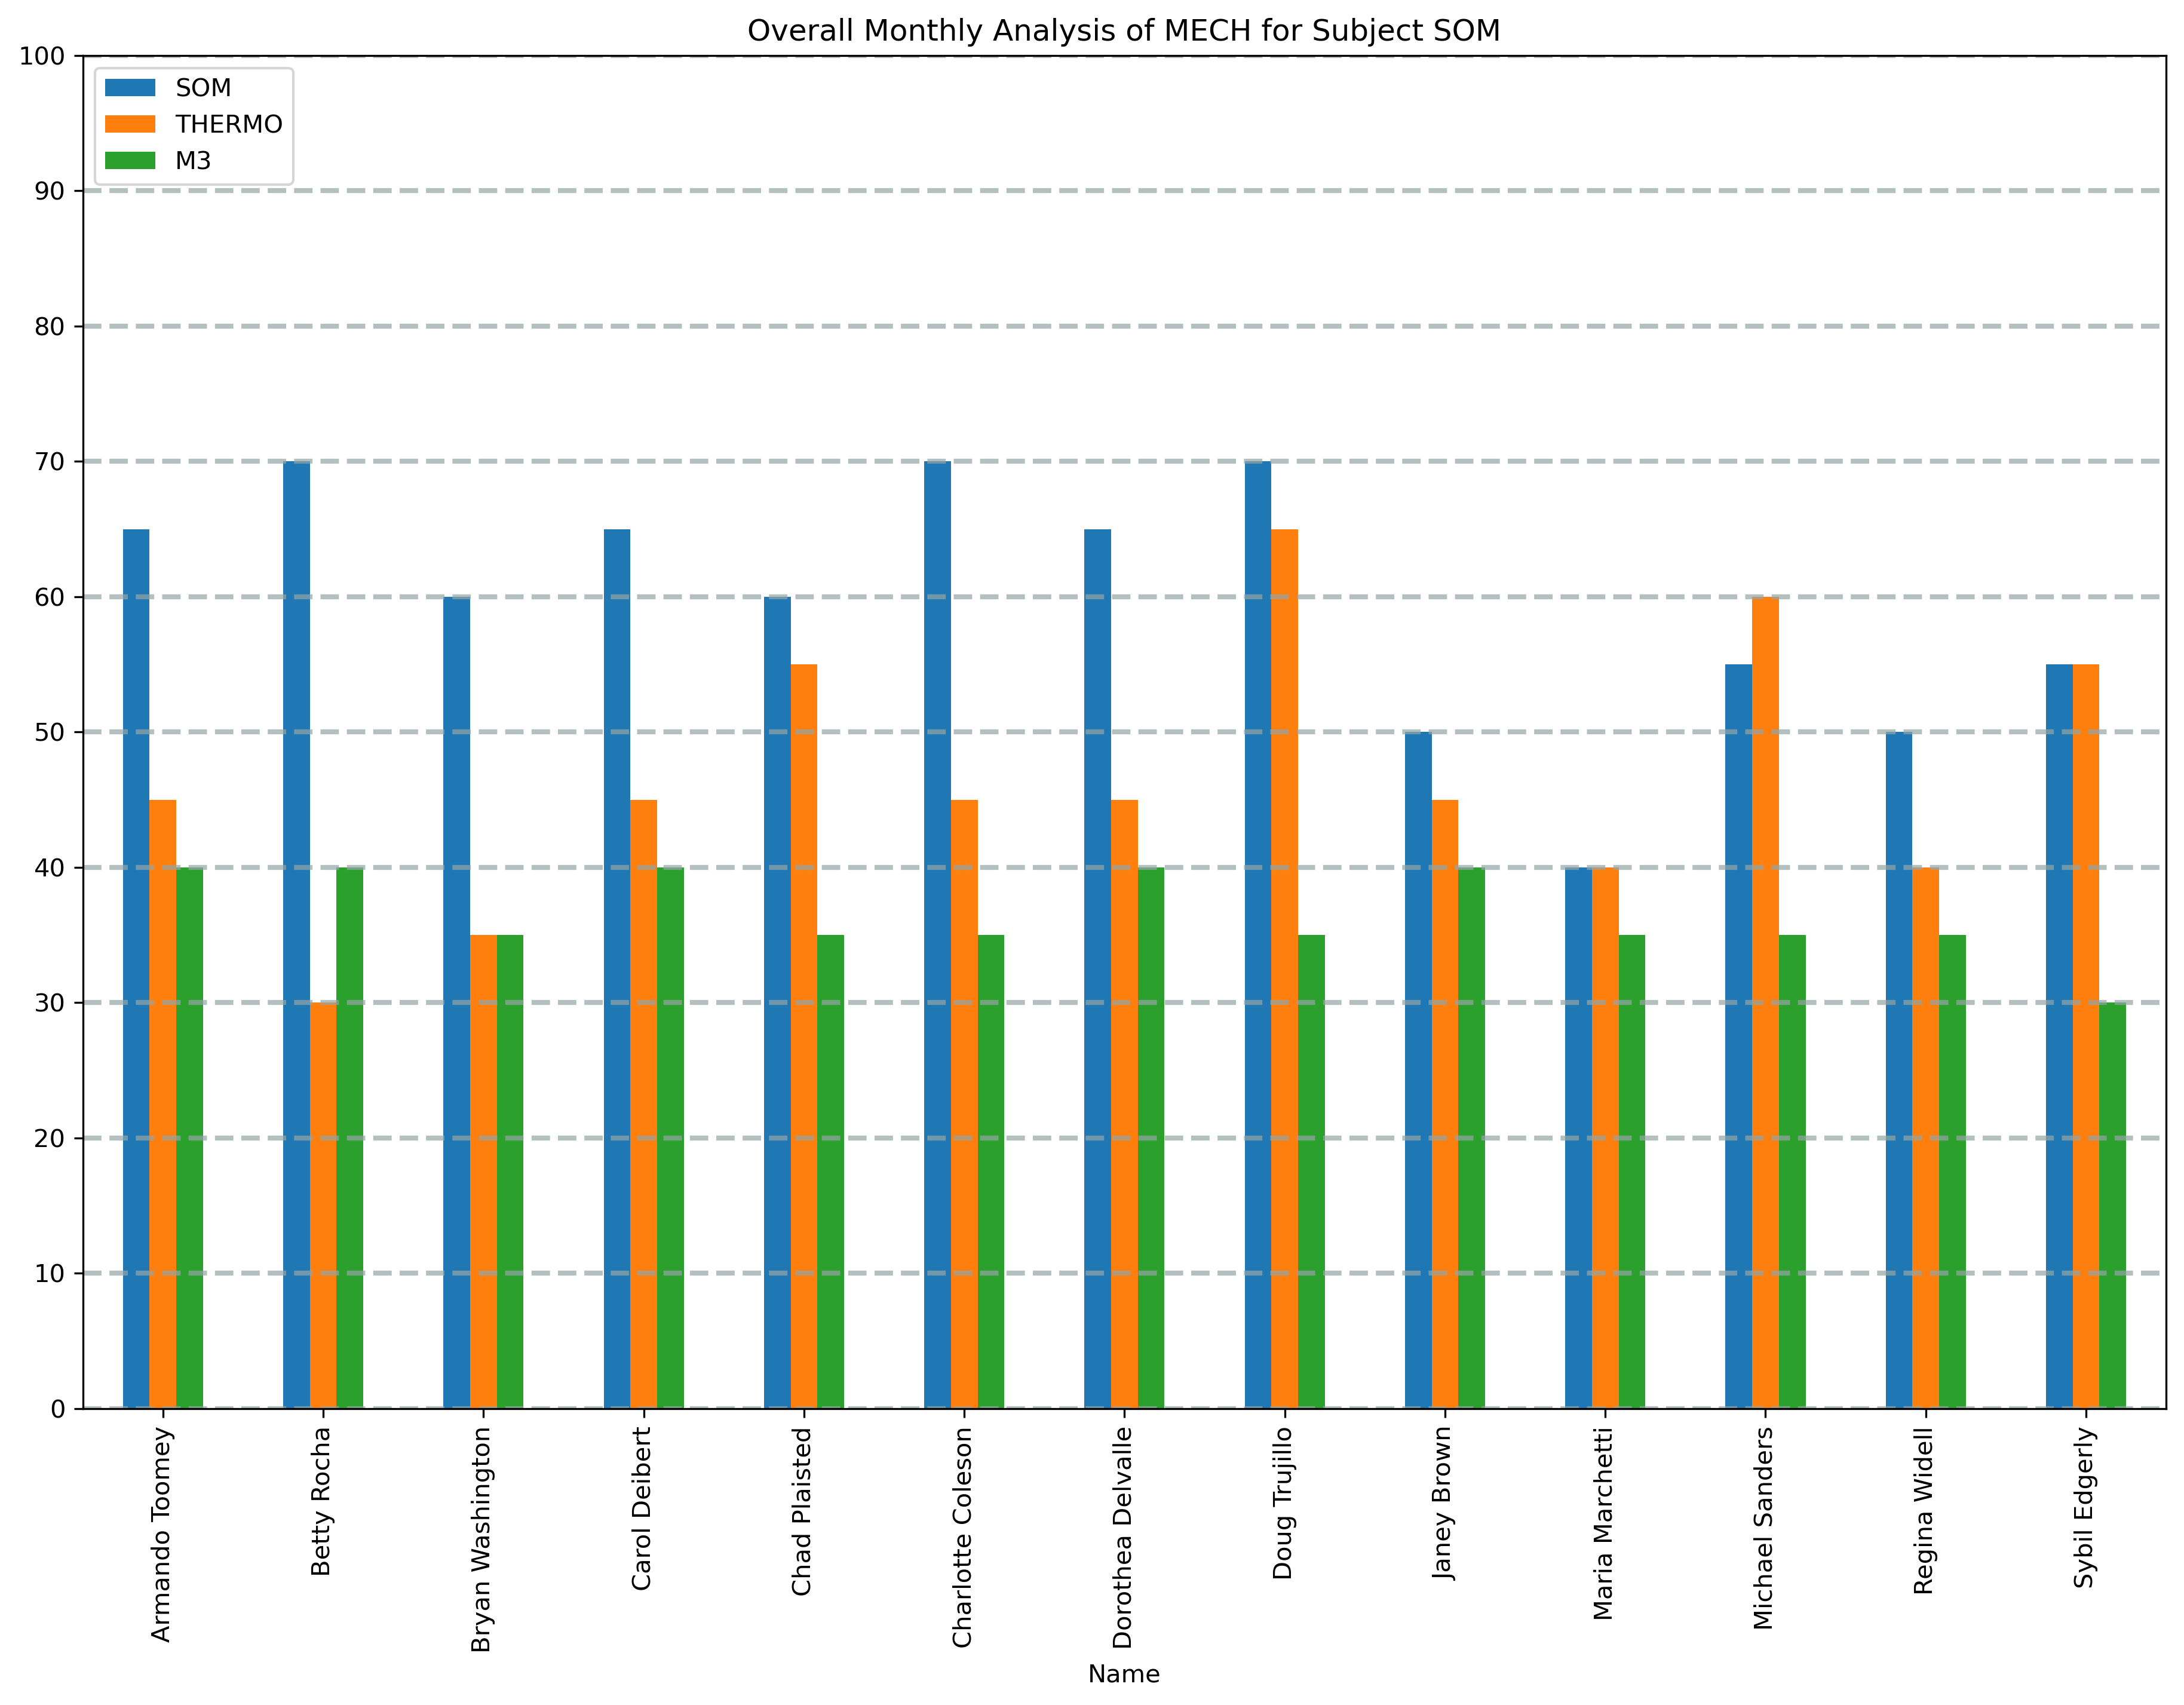 Overall Monthly Analysis of MECH for Subject SOM
100
90
80
70
60
50
40
30
20
10
0
SOM
THERMO
M3
Armando Toomey
Betty Rocha
Bryan Washington
Carol Deibert
Chad Plaisted
Charlotte Coleson
Dorothea Delvalle
Doug Trujillo
Janey Brown
Maria Marchetti
Michael Sanders
Regina Widell
Sybil Edgerly
Name